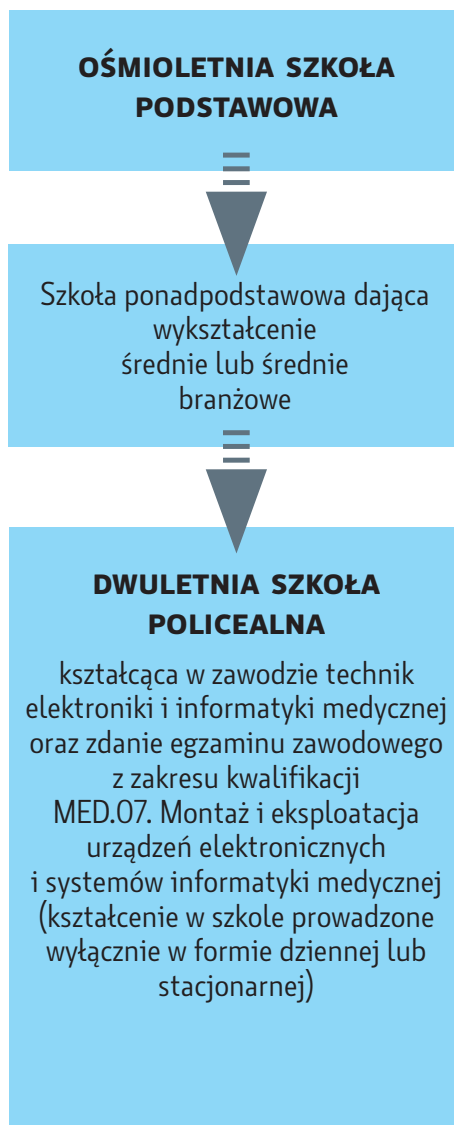 OŚMIOLETNIA SZKOŁA
PODSTAWOWA
Szkoła ponadpodstawowa dająca
wykształcenie
średnie lub średnie
branżowe
DWULETNIA SZKOŁA
POLICEALNA
kształcąca w zawodzie technik
elektroniki i informatyki medycznej
oraz zdanie egzaminu zawodowego
z zakresu kwalifikacji
MED.07. Montaż i eksploatacja
urządzeń elektronicznych
i systemów informatyki medycznej
(kształcenie w szkole prowadzone
wyłącznie w formie dziennej lub
stacjonarnej)